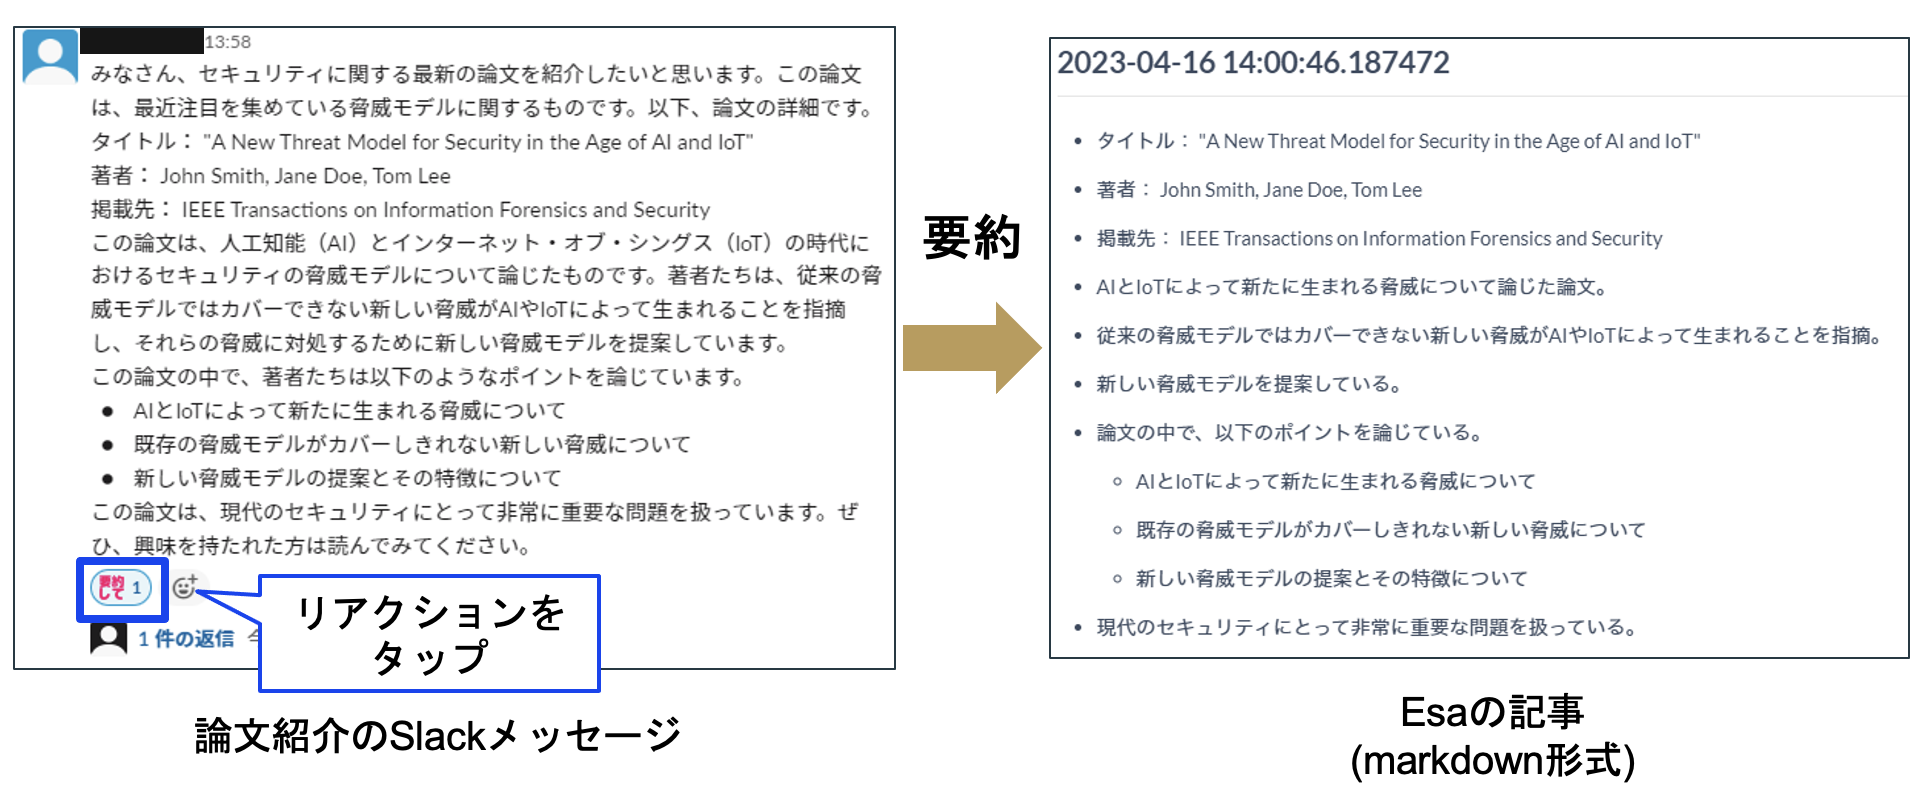 13:58
みなさん、セキュリティに関する最新の論文を紹介したいと思います。この論文
は、最近注目を集めている脅威モデルに関するものです。以下、論文の詳細です。
タイトル： "A New Threat Model for Security in the Age of AI and IoT"
著者： John Smith, Jane Doe, Tom Lee
掲載先： IEEE Transactions on Information Forensics and Security
この論文は、人工知能（AI）とインターネット・オブ・シングス（IoT）の時代に
おけるセキュリティの脅威モデルについて論じたものです。著者たちは、従来の脅
威モデルではカバーできない新しい脅威がAIやIoTによって生まれることを指摘
し、それらの脅威に対処するために新しい脅威モデルを提案しています。
この論文の中で、著者たちは以下のようなポイントを論じています。
● AIとIoTによって新たに生まれる脅威について
● 既存の脅威モデルがカバーしきれない新しい脅威について
● 新しい脅威モデルの提案とその特徴について
この論文は、現代のセキュリティにとって非常に重要な問題を扱っています。ぜ
ひ、興味を持たれた方は読んでみてください。
要約
して 1
1 件の返信
リアクションを
タップ
論文紹介のSlackメッセージ
要約
2023-04-16 14:00:46.187472
• タイトル： "A New Threat Model for Security in the Age of AI and IoT"
• 著者： John Smith, Jane Doe, Tom Lee
• 掲載先： IEEE Transactions on Information Forensics and Security
• AIとIoTによって新たに生まれる脅威について論じた論文。
• 従来の脅威モデルではカバーできない新しい脅威がAIやIoTによって生まれることを指摘。
• 新しい脅威モデルを提案している。
• 論文の中で、以下のポイントを論じている。
◦ AIとIoTによって新たに生まれる脅威について
◦ 既存の脅威モデルがカバーしきれない新しい脅威について
◦ 新しい脅威モデルの提案とその特徴について
• 現代のセキュリティにとって非常に重要な問題を扱っている。
Esaの記事
(markdown形式)